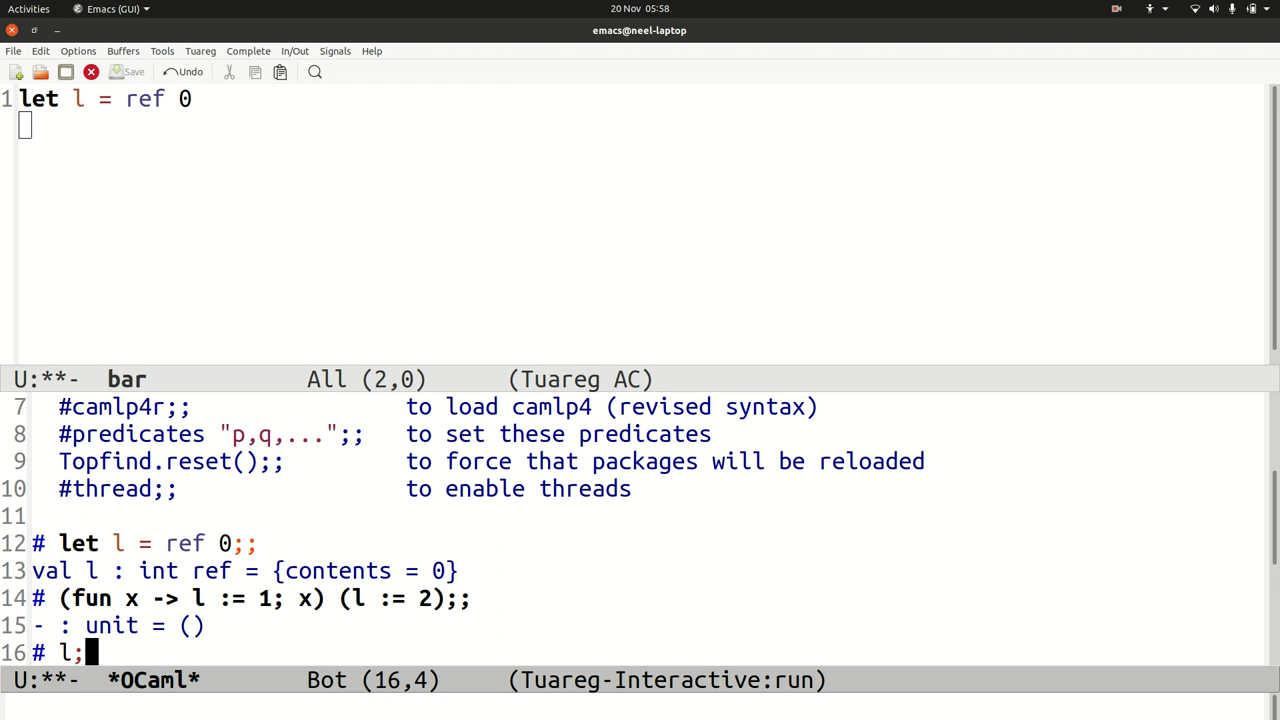 Activities Emacs (GUI) 20 Nov 05:58
emacs@neel-laptop
File Edit Options Buffers Tools Tuareg Complete In/Out Signals Help
Save Undo
1 let l = ref 0
U:**- bar All (2,0) (Tuareg AC)
7 #camlp4r;; to load camlp4 (revised syntax)
8 #predicates "p,q,...";; to set these predicates
9 Topfind.reset();; to force that packages will be reloaded
10 #thread;; to enable threads
11
12 # let l = ref 0;;
13 val l : int ref = {contents = 0}
14 # (fun x -> l := 1; x) (l := 2);;
15 - : unit = ()
16 # l;
U:**- *OCaml* Bot (16,4) (Tuareg-Interactive:run)